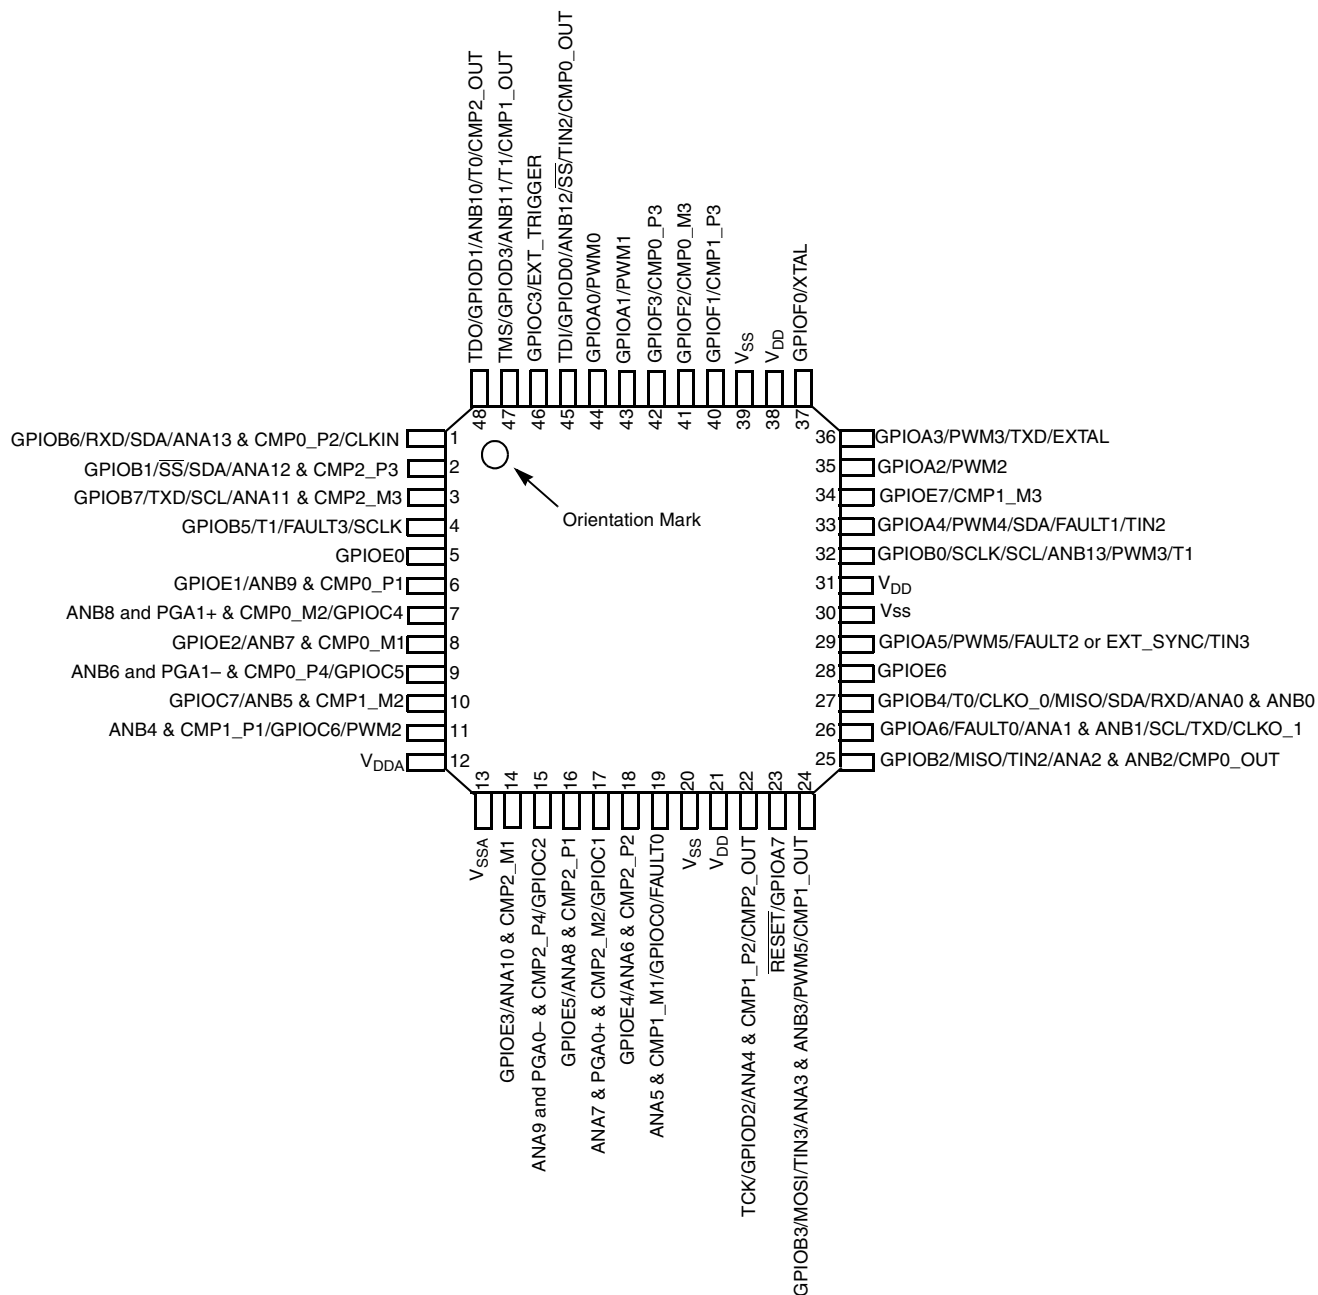 TDO/GPIOD1/ANB10/T0/CMP2_OUT
TMS/GPIOD3/ANB11/T1/CMP1_OUT
GPIOC3/EXT_TRIGGER
TDI/GPIOD0/ANB12/SS/TIN2/CMP0_OUT
GPIOA0/PWM0
GPIOA1/PWM1
GPIOF3/CMP0_P3
GPIOF2/CMP0_M3
GPIOF1/CMP1_P3
VSS
VDD
GPIOF0/XTAL
48 47 46 45 44 43 42 41 40 39 38 37
GPIOB6/RXD/SDA/ANA13 & CMP0_P2/CLKIN 1
GPIOB1/SS/SDA/ANA12 & CMP2_P3 2
GPIOB7/TXD/SCL/ANA11 & CMP2_M3 3
GPIOB5/T1/FAULT3/SCLK 4
GPIOE0 5
GPIOE1/ANB9 & CMP0_P1 6
ANB8 and PGA1+ & CMP0_M2/GPIOC4 7
GPIOE2/ANB7 & CMP0_M1 8
ANB6 and PGA1– & CMP0_P4/GPIOC5 9
GPIOC7/ANB5 & CMP1_M2 10
ANB4 & CMP1_P1/GPIOC6/PWM2 11
VDDA 12
Orientation Mark
36 GPIOA3/PWM3/TXD/EXTAL
35 GPIOA2/PWM2
34 GPIOE7/CMP1_M3
33 GPIOA4/PWM4/SDA/FAULT1/TIN2
32 GPIOB0/SCLK/SCL/ANB13/PWM3/T1
31 VDD
30 Vss
29 GPIOA5/PWM5/FAULT2 or EXT_SYNC/TIN3
28 GPIOE6
27 GPIOB4/T0/CLKO_0/MISO/SDA/RXD/ANA0 & ANB0
26 GPIOA6/FAULT0/ANA1 & ANB1/SCL/TXD/CLKO_1
25 GPIOB2/MISO/TIN2/ANA2 & ANB2/CMP0_OUT
13 14 15 16 17 18 19 20 21 22 23 24
VSSA
GPIOE3/ANA10 & CMP2_M1
ANA9 and PGA0– & CMP2_P4/GPIOC2
GPIOE5/ANA8 & CMP2_P1
ANA7 & PGA0+ & CMP2_M2/GPIOC1
GPIOE4/ANA6 & CMP2_P2
ANA5 & CMP1_M1/GPIOC0/FAULT0
VSS
VDD
TCK/GPIOD2/ANA4 & CMP1_P2/CMP2_OUT
RESET/GPIOA7
GPIOB3/MOSI/TIN3/ANA3 & ANB3/PWM5/CMP1_OUT